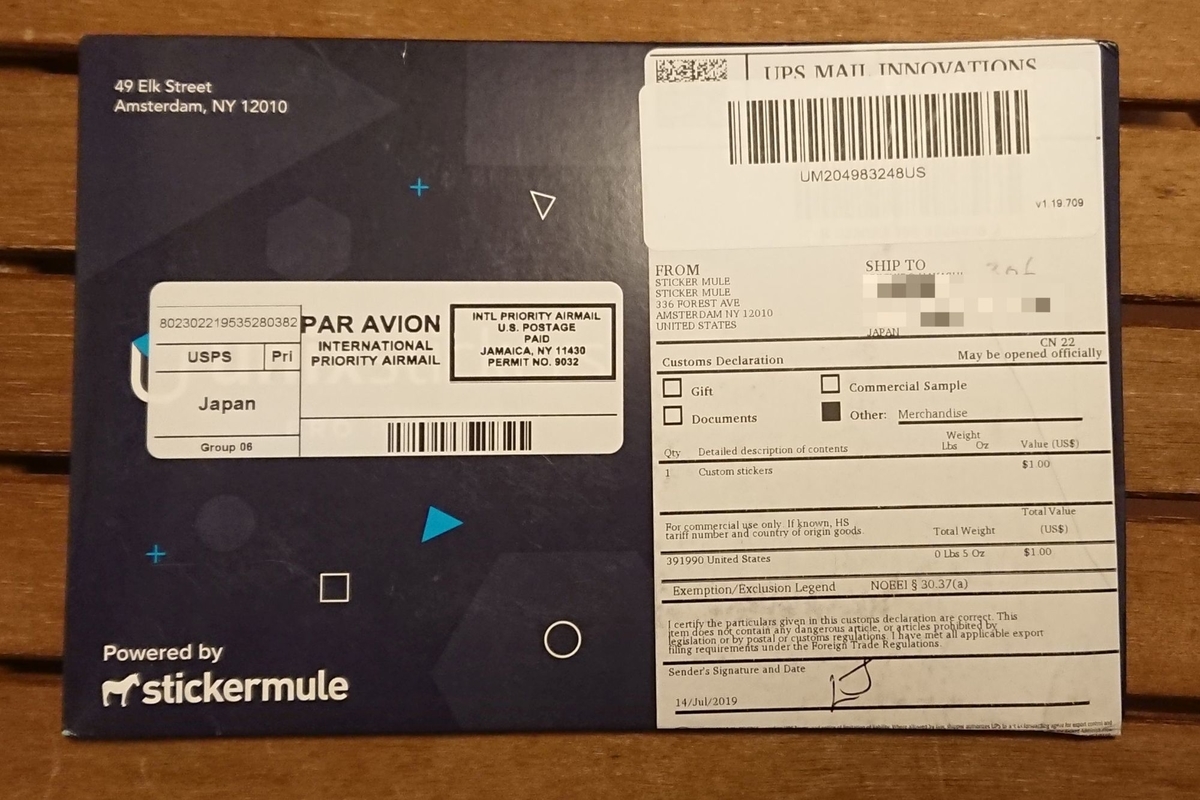 49 Elk Street
Amsterdam, NY 12010
802302219535280382
USPS Pri
Japan
Group 06
PAR AVION
INTERNATIONAL
PRIORITY AIRMAIL
INTL PRIORITY AIRMAIL
U.S. POSTAGE
PAID
JAMAICA, NY 11430
PERMIT NO. 9032
Powered by
stickermule
UPS MAIL INNOVATIONS
UM204983248US
v1.19.709
FROM
STICKER MULE
STICKER MULE
336 FOREST AVE
AMSTERDAM NY 12010
UNITED STATES
SHIP TO
JAPAN
CN 22
Customs Declaration May be opened officially
Gift Commercial Sample
Documents Other: Merchandise
Weight
Qty Detailed description of contents Lbs Oz Value (US$)
1 Custom stickers $1.00
Total Value
For commercial use only. If known, HS
tariff number and country of origin goods. Total Weight (US$)
391990 United States 0 Lbs 5 Oz $1.00
Exemption/Exclusion Legend NOEEI § 30.37(a)
I certify the particulars given in this customs declaration are correct. This
item does not contain any dangerous article, or articles prohibited by
legislation or by postal or customs regulations. I have met all applicable export
filing requirements under the Foreign Trade Regulations.
Sender's Signature and Date
14/Jul/2019